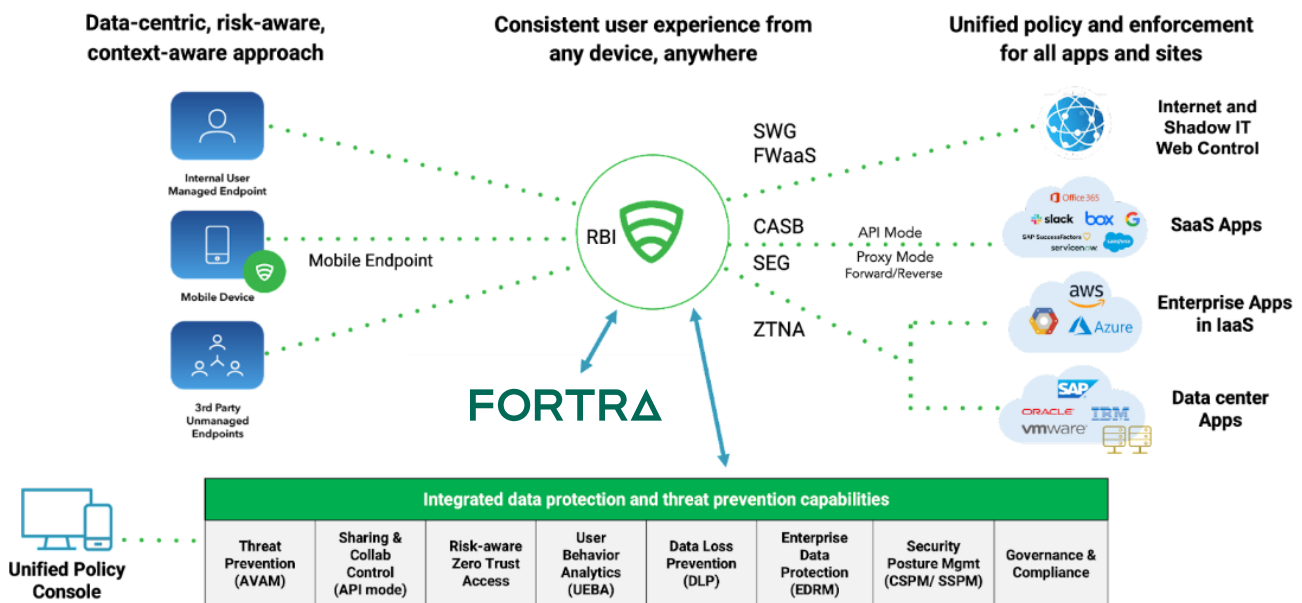 Data-centric, risk-aware,
context-aware approach
Consistent user experience from
any device, anywhere
Unified policy and enforcement
for all apps and sites
Internal User
Managed Endpoint
Mobile Device
Mobile Endpoint
3rd Party
Unmanaged
Endpoints
RBI
SWG
FWaaS
CASB
SEG
ZTNA
API Mode
Proxy Mode
Forward/Reverse
Internet and
Shadow IT
Web Control
Office 365
slack
box
G
SAP SuccessFactors
servicenow
salesforce
SaaS Apps
aws
Azure
Enterprise Apps
in IaaS
SAP
ORACLE
IBM
vmware
Data center
Apps
FORTRA
Unified Policy
Console
Integrated data protection and threat prevention capabilities
Threat
Prevention
(AVAM)
Sharing &
Collab
Control
(API mode)
Risk-aware
Zero Trust
Access
User
Behavior
Analytics
(UEBA)
Data Loss
Prevention
(DLP)
Enterprise
Data
Protection
(EDRM)
Security
Posture Mgmt
(CSPM/ SSPM)
Governance &
Compliance